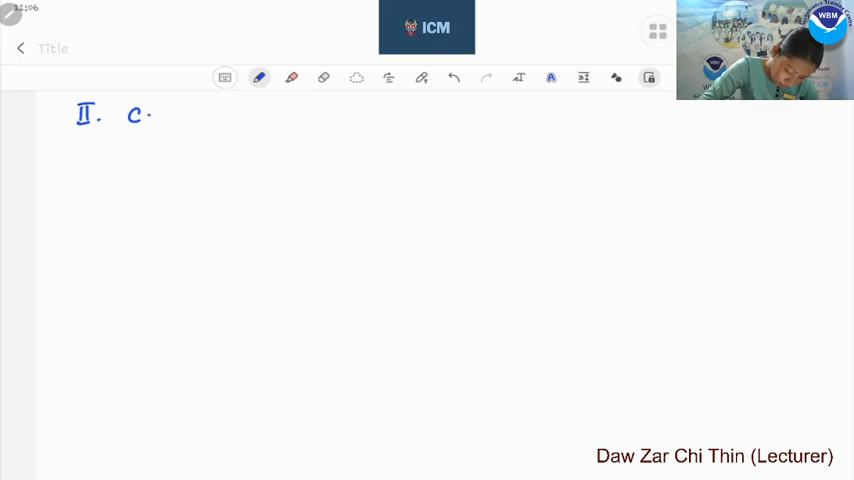 11:06
ICM
Title
WBM
II. C.
Daw Zar Chi Thin (Lecturer)